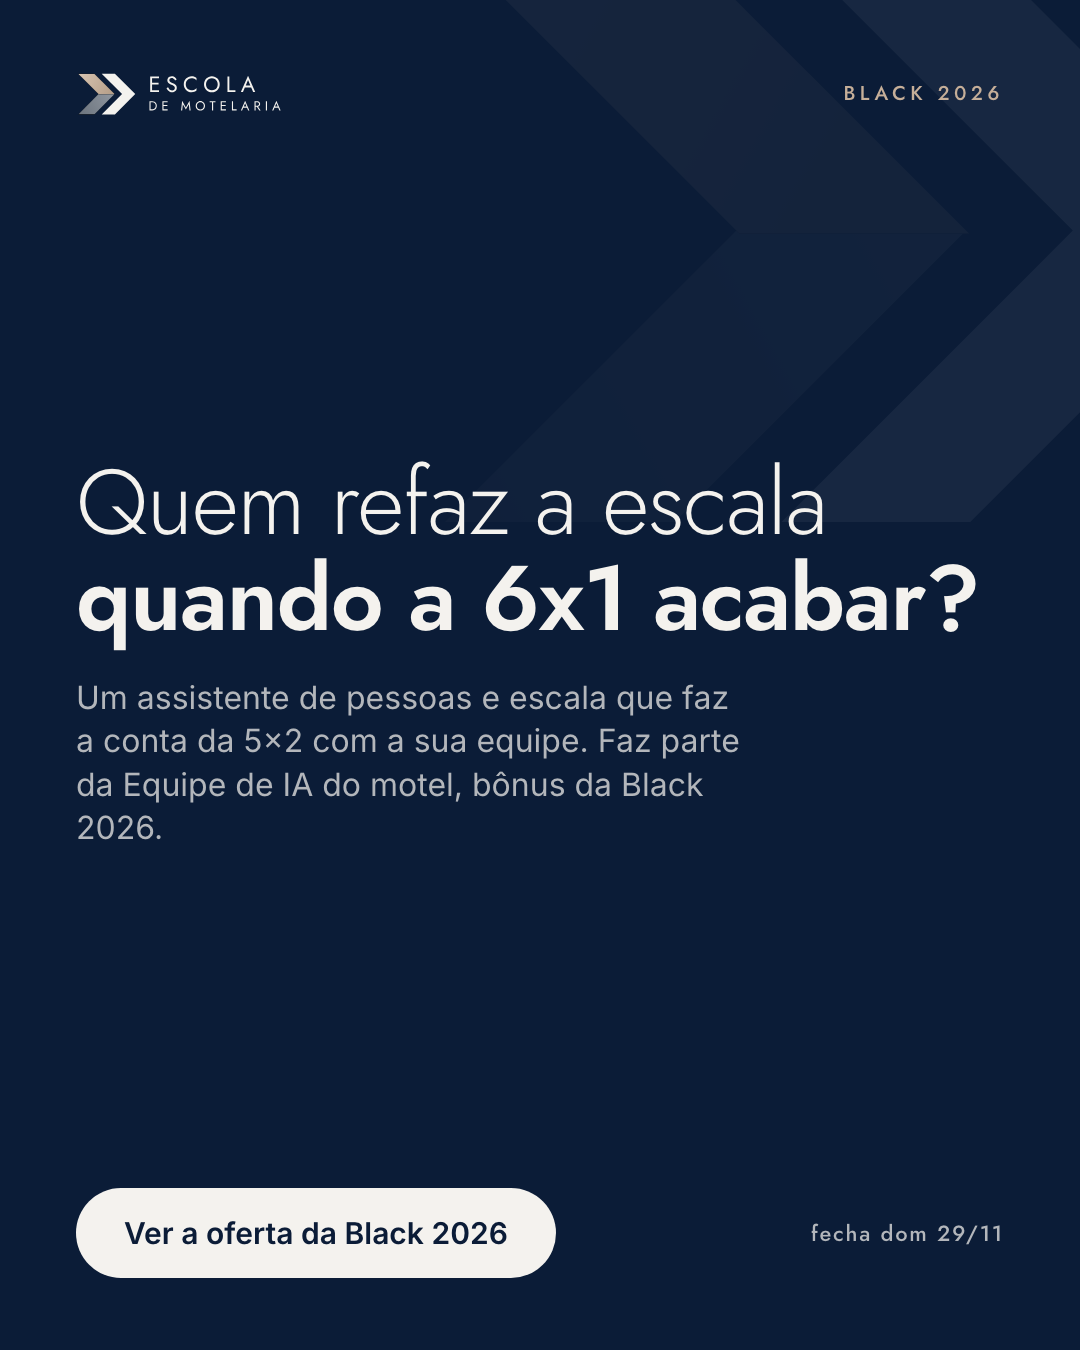 ESCOLA
DE MOTELARIA
BLACK 2026
Quem refaz a escala
quando a 6x1 acabar?
Um assistente de pessoas e escala que faz
a conta da 5×2 com a sua equipe. Faz parte
da Equipe de IA do motel, bônus da Black
2026.
Ver a oferta da Black 2026
fecha dom 29/11